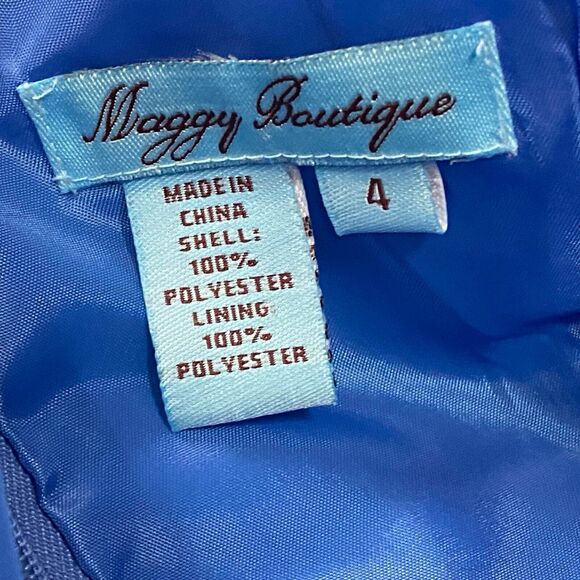 Maggy Boutique
4
MADE IN
CHINA
SHELL:
100%
POLYESTER
LINING
100%
POLYESTER